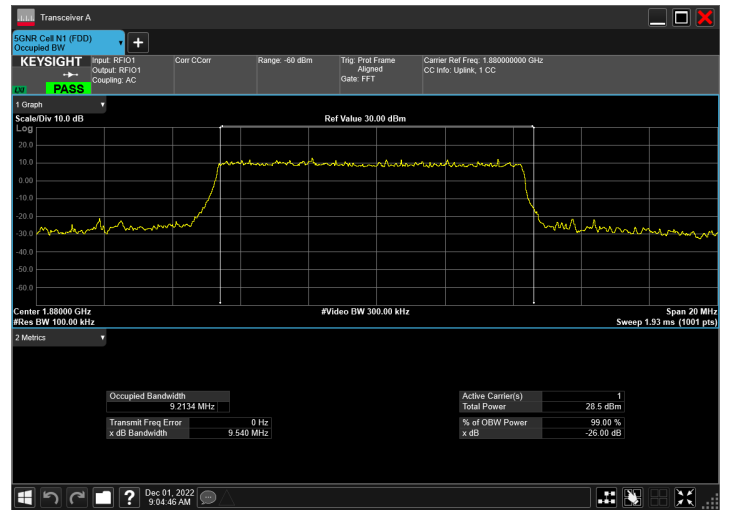 Transceiver A
5GNR Cell N1 (FDD)
Occupied BW
KEYSIGHT
LXI
PASS
Input: RFIO1
Output: RFIO1
Coupling: AC
Corr CCorr
Range: -60 dBm
Trig: Prot Frame
Aligned
Gate: FFT
Carrier Ref Freq: 1.880000000 GHz
CC Info: Uplink, 1 CC
1 Graph
Scale/Div 10.0 dB
Ref Value 30.00 dBm
Log
20.0
10.0
0.00
-10.0
-20.0
-30.0
-40.0
-50.0
-60.0
Center 1.88000 GHz
#Video BW 300.00 kHz
Span 20 MHz
#Res BW 100.00 kHz
Sweep 1.93 ms (1001 pts)
2 Metrics
Occupied Bandwidth
9.2134 MHz
Transmit Freq Error 0 Hz
x dB Bandwidth 9.540 MHz
Active Carrier(s) 1
Total Power 28.5 dBm
% of OBW Power 99.00 %
x dB -26.00 dB
?
Dec 01, 2022
9:04:46 AM